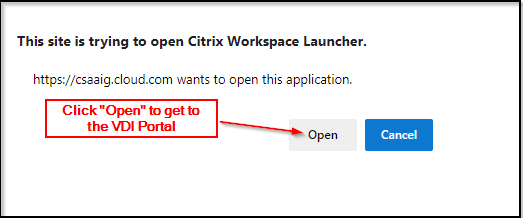 This site is trying to open Citrix Workspace Launcher.
https://csaaig.cloud.com wants to open this application.
Click "Open" to get to
the VDI Portal
Open
Cancel